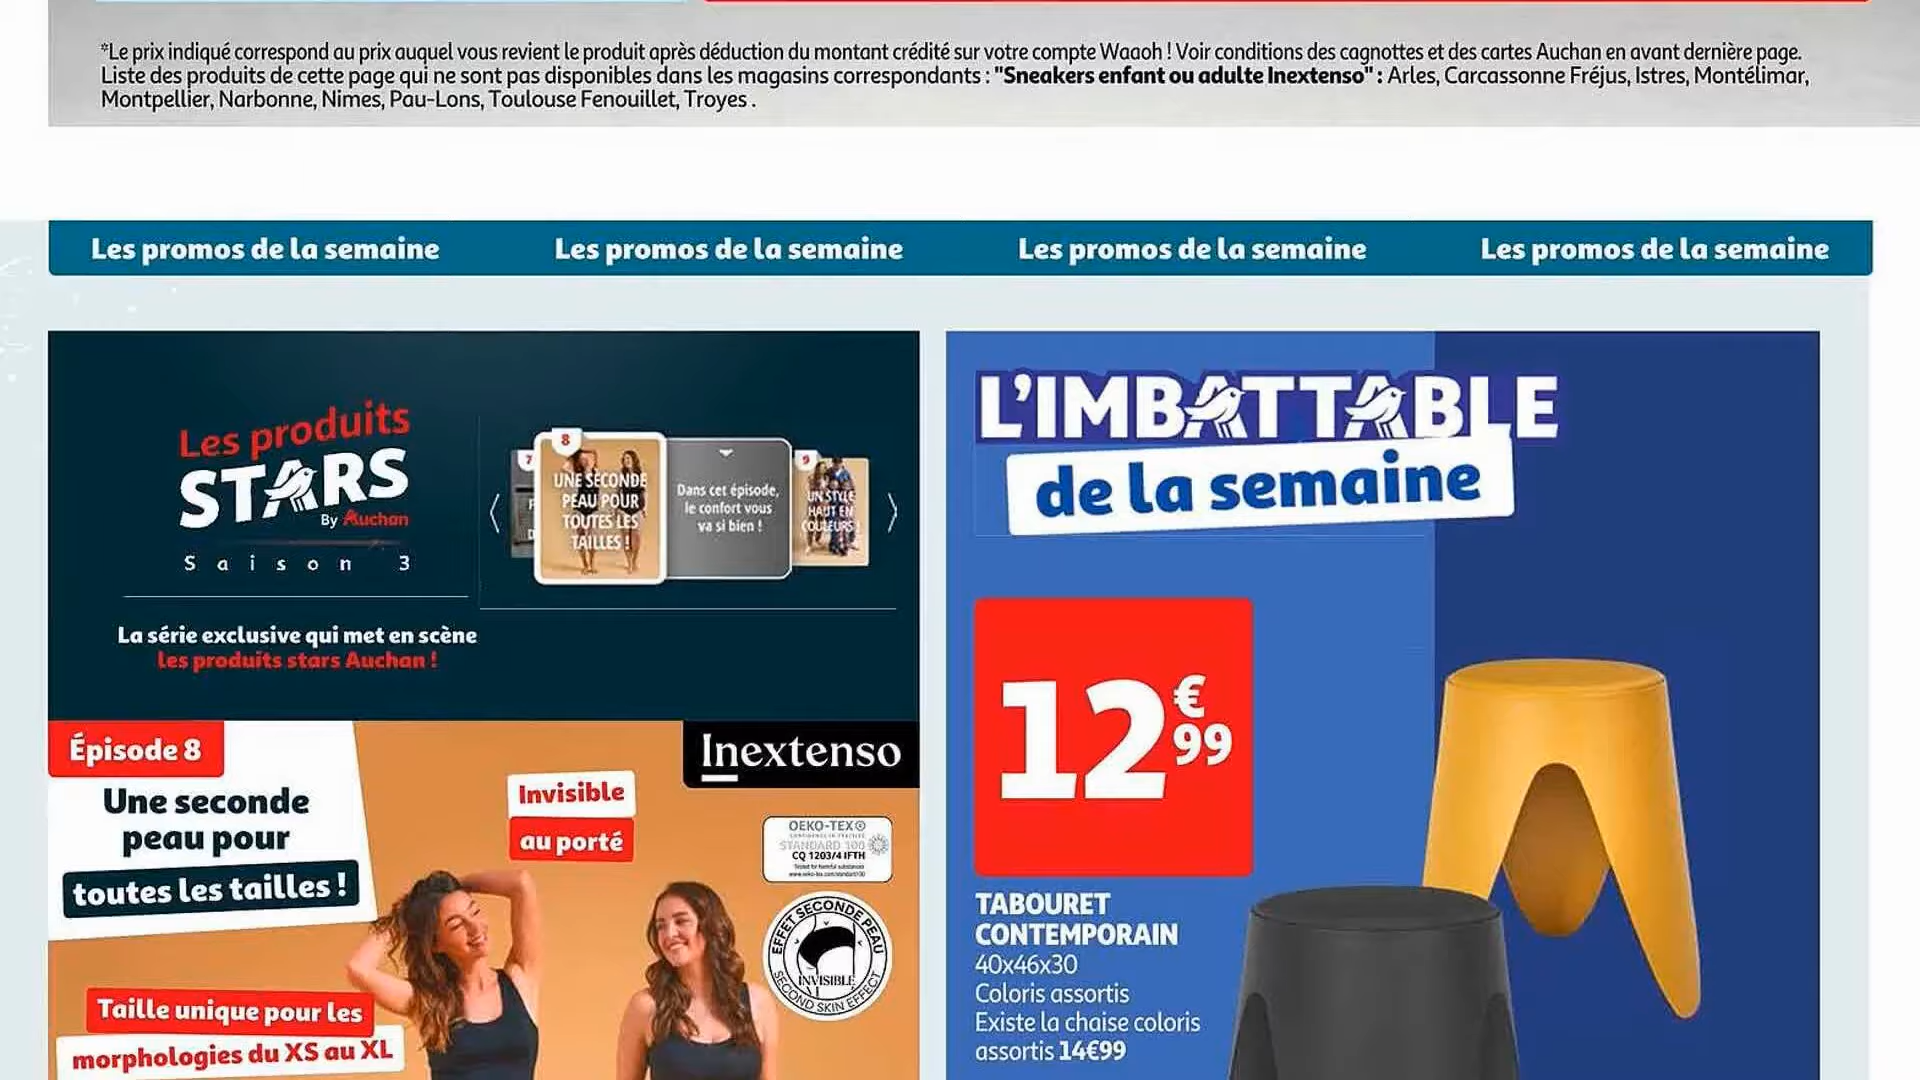 *Le prix indiqué correspond au prix auquel vous revient le produit après déduction du montant crédité sur votre compte Waaoh ! Voir conditions des cagnottes et des cartes Auchan en avant dernière page.
Liste des produits de cette page qui ne sont pas disponibles dans les magasins correspondants : "Sneakers enfant ou adulte Inextenso" : Arles, Carcassonne Fréjus, Istres, Montélimar,
Montpellier, Narbonne, Nimes, Pau-Lons, Toulouse Fenouillet, Troyes .
Les promos de la semaine
Les promos de la semaine
Les promos de la semaine
Les promos de la semaine
Les produits
STARS
By Auchan
Saison 3
La série exclusive qui met en scène
les produits stars Auchan !
7
8
UNE SECONDE
PEAU POUR
TOUTES LES
TAILLES !
Dans cet épisode,
le confort vous
va si bien !
9
UN STYLE
HAUT EN
COULEURS !
Épisode 8
Une seconde
peau pour
toutes les tailles !
Inextenso
Invisible
au porté
OEKO-TEX®
STANDARD 100
CQ 1203/4 IFTH
EFFET SECONDE PEAU
INVISIBLE
SECOND SKIN EFFECT
Taille unique pour les
morphologies du XS au XL
L'IMBATTABLE
de la semaine
12€99
TABOURET
CONTEMPORAIN
40x46x30
Coloris assortis
Existe la chaise coloris
assortis 14€99